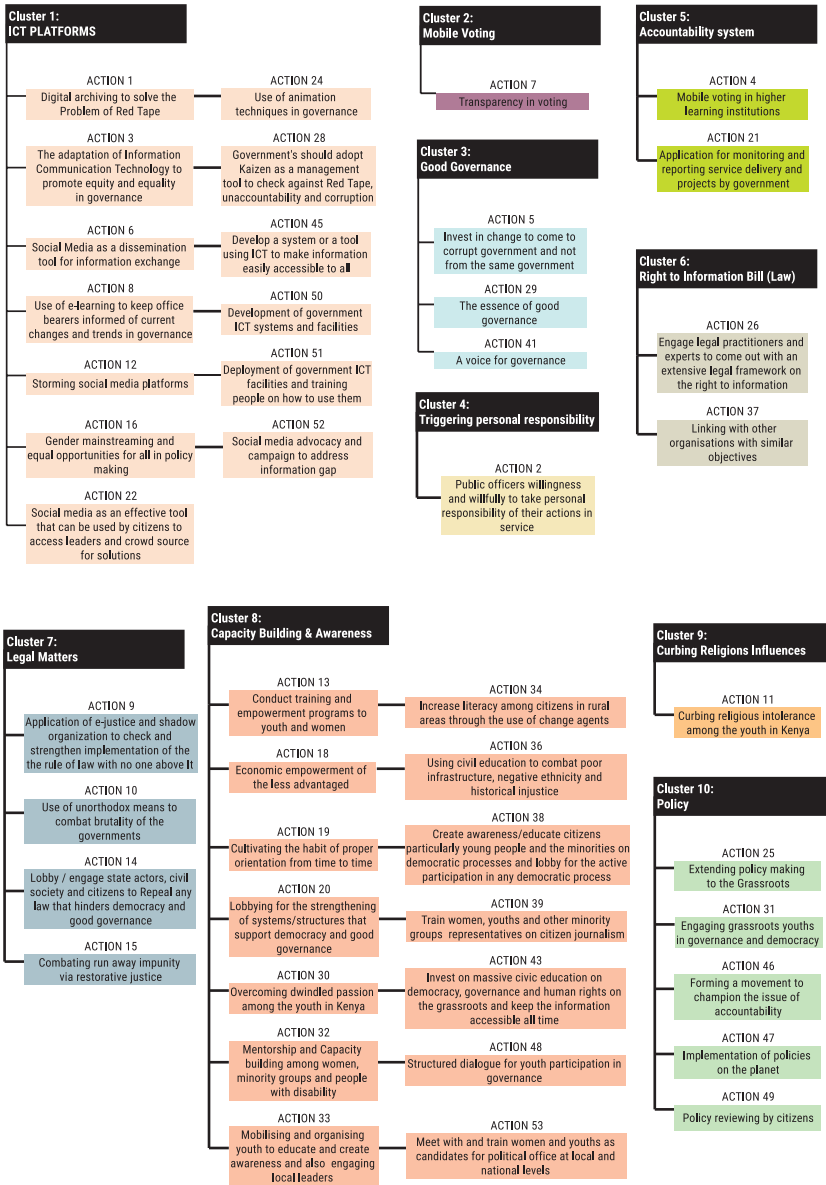 Cluster 1:
ICT PLATFORMS
ACTION 1
Digital archiving to solve the
Problem of Red Tape
ACTION 24
Use of animation
techniques in governance
ACTION 3
The adaptation of Information
Communication Technology to
promote equity and equality
in governance
ACTION 28
Government's should adopt
Kaizen as a management
tool to check against Red Tape,
unaccountability and corruption
ACTION 6
Social Media as a dissemination
tool for information exchange
ACTION 45
Develop a system or a tool
using ICT to make information
easily accessible to all
ACTION 8
Use of e-learning to keep office
bearers informed of current
changes and trends in governance
ACTION 50
Development of government
ICT systems and facilities
ACTION 12
Storming social media platforms
ACTION 51
Deployment of government ICT
facilities and training
people on how to use them
ACTION 16
Gender mainstreaming and
equal opportunities for all in policy
making
ACTION 52
Social media advocacy and
campaign to address
information gap
ACTION 22
Social media as an effective tool
that can be used by citizens to
access leaders and crowd source
for solutions
Cluster 2:
Mobile Voting
ACTION 7
Transparency in voting
Cluster 3:
Good Governance
ACTION 5
Invest in change to come to
corrupt government and not
from the same government
ACTION 29
The essence of good
governance
ACTION 41
A voice for governance
Cluster 4:
Triggering personal responsibility
ACTION 2
Public officers willingness
and willfully to take personal
responsibility of their actions in
service
Cluster 5:
Accountability system
ACTION 4
Mobile voting in higher
learning institutions
ACTION 21
Application for monitoring and
reporting service delivery and
projects by government
Cluster 6:
Right to Information Bill (Law)
ACTION 26
Engage legal practitioners and
experts to come out with an
extensive legal framework on
the right to information
ACTION 37
Linking with other
organisations with similar
objectives
Cluster 7:
Legal Matters
ACTION 9
Application of e-justice and shadow
organization to check and
strengthen implementation of the
the rule of law with no one above It
ACTION 10
Use of unorthodox means to
combat brutality of the
governments
ACTION 14
Lobby / engage state actors, civil
society and citizens to Repeal any
law that hinders democracy and
good governance
ACTION 15
Combating run away impunity
via restorative justice
Cluster 8:
Capacity Building & Awareness
ACTION 13
Conduct training and
empowerment programs to
youth and women
ACTION 34
Increase literacy among citizens in rural
areas through the use of change agents
ACTION 18
Economic empowerment of
the less advantaged
ACTION 36
Using civil education to combat poor
infrastructure, negative ethnicity and
historical injustice
ACTION 19
Cultivating the habit of proper
orientation from time to time
ACTION 38
Create awareness/educate citizens
particularly young people and the minorities on
democratic processes and lobby for the active
participation in any democratic process
ACTION 20
Lobbying for the strengthening
of systems/structures that
support democracy and good
governance
ACTION 39
Train women, youths and other minority
groups representatives on citizen journalism
ACTION 30
Overcoming dwindled passion
among the youth in Kenya
ACTION 43
Invest on massive civic education on
democracy, governance and human rights on
the grassroots and keep the information
accessible all time
ACTION 32
Mentorship and Capacity
building among women,
minority groups and people
with disability
ACTION 48
Structured dialogue for youth participation in
governance
ACTION 33
Mobilising and organising
youth to educate and create
awareness and also engaging
local leaders
ACTION 53
Meet with and train women and youths as
candidates for political office at local and
national levels
Cluster 9:
Curbing Religions Influences
ACTION 11
Curbing religious intolerance
among the youth in Kenya
Cluster 10:
Policy
ACTION 25
Extending policy making
to the Grassroots
ACTION 31
Engaging grassroots youths
in governance and democracy
ACTION 46
Forming a movement to
champion the issue of
accountability
ACTION 47
Implementation of policies
on the planet
ACTION 49
Policy reviewing by citizens